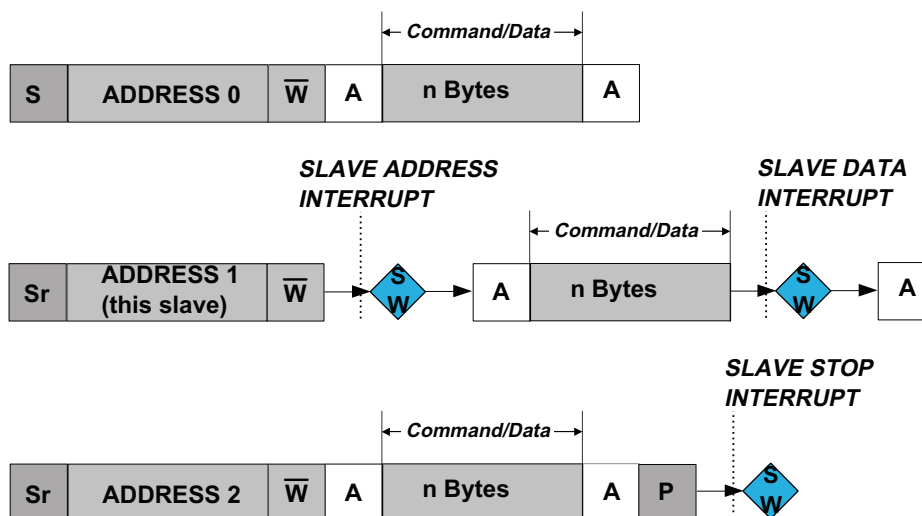 Command/Data
S ADDRESS 0 W̅ A n Bytes A
SLAVE ADDRESS
INTERRUPT
SLAVE DATA
INTERRUPT
Command/Data
Sr ADDRESS 1
(this slave) W̅ S
W A n Bytes S
W A
SLAVE STOP
INTERRUPT
Command/Data
Sr ADDRESS 2 W̅ A n Bytes A P S
W